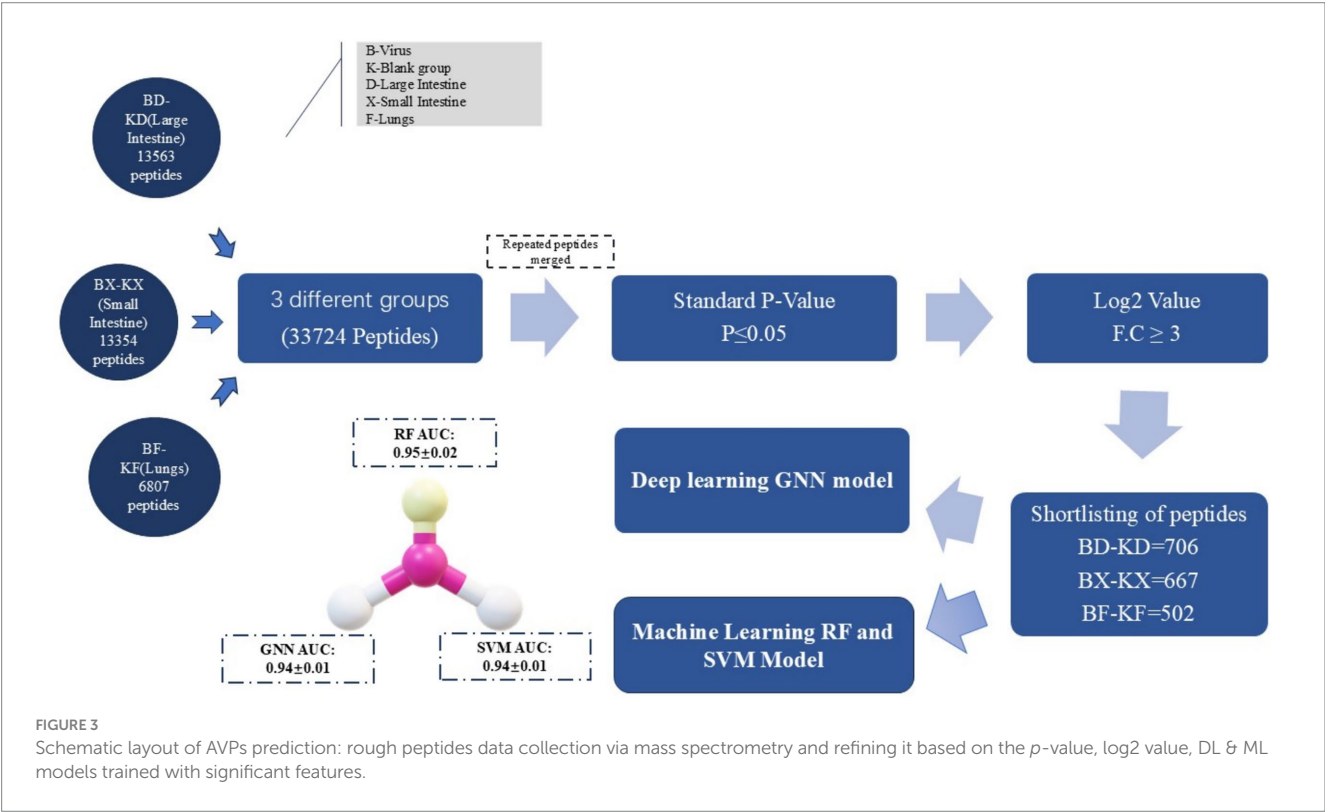 B-Virus
K-Blank group
D-Large Intestine
X-Small Intestine
F-Lungs
BD-
KD(Large
Intestine)
13563
peptides
BX-KX
(Small
Intestine)
13354
peptides
BF-
KF(Lungs)
6807
peptides
3 different groups
(33724 Peptides)
Repeated peptides
merged
Standard P-Value
P≤0.05
Log2 Value
F.C ≥ 3
Shortlisting of peptides
BD-KD=706
BX-KX=667
BF-KF=502
Deep learning GNN model
Machine Learning RF and
SVM Model
RF AUC:
0.95±0.02
GNN AUC:
0.94±0.01
SVM AUC:
0.94±0.01
FIGURE 3
Schematic layout of AVPs prediction: rough peptides data collection via mass spectrometry and refining it based on the p-value, log2 value, DL & ML
models trained with significant features.